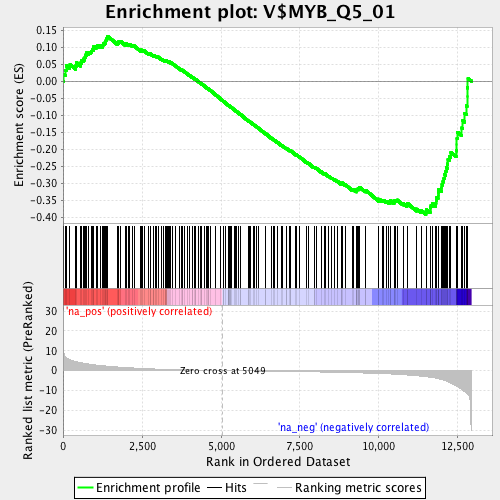 Enrichment plot: V$MYB_Q5_01
Enrichment score (ES)
0.15
0.10
0.05
0.00
-0.05
-0.10
-0.15
-0.20
-0.25
-0.30
-0.35
-0.40
'na_pos' (positively correlated)
Ranked list metric (PreRanked)
30
20
10
0
-10
-20
-30
Zero cross at 5049
'na_neg' (negatively correlated)
0
2,500
5,000
7,500
10,000
12,500
Rank in Ordered Dataset
Enrichment profile
Hits
Ranking metric scores